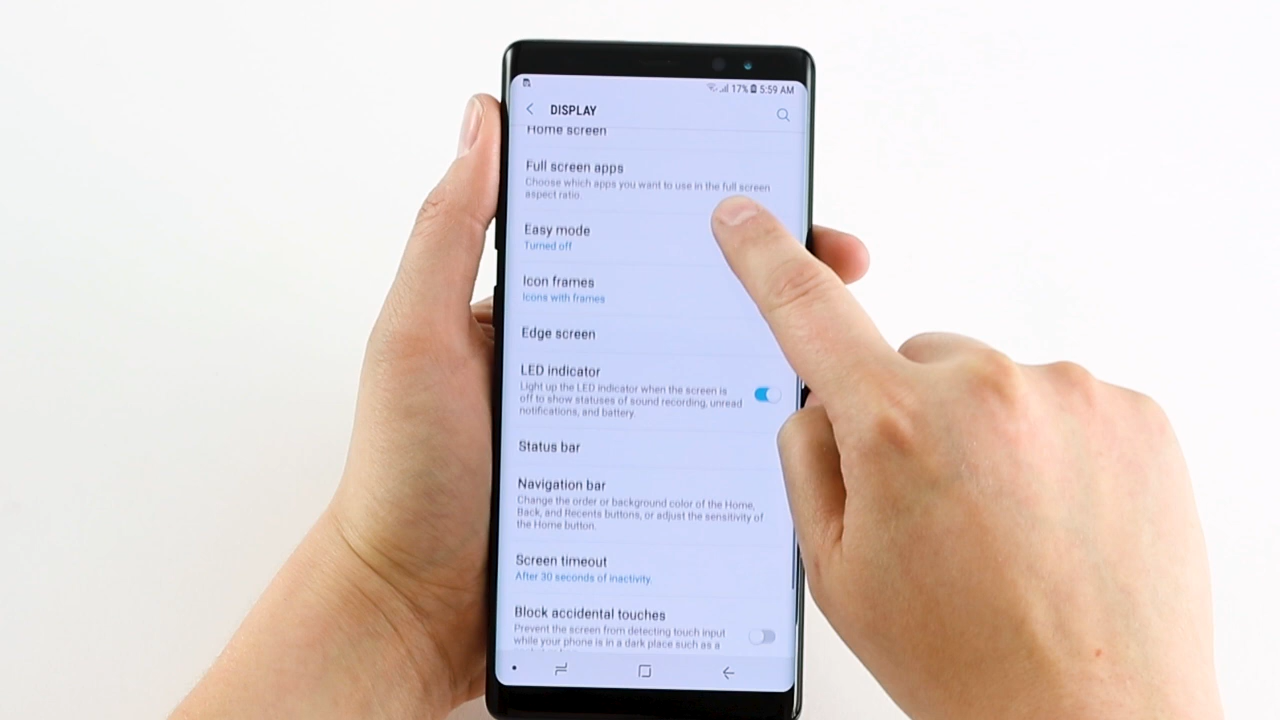 17% 5:59 AM
DISPLAY
Home screen
Full screen apps
Choose which apps you want to use in the full screen
aspect ratio.
Easy mode
Turned off
Icon frames
Icons with frames
Edge screen
LED indicator
Light up the LED indicator when the screen is
off to show statuses of sound recording, unread
notifications, and battery.
Status bar
Navigation bar
Change the order or background color of the Home,
Back, and Recents buttons, or adjust the sensitivity of
the Home button.
Screen timeout
After 30 seconds of inactivity.
Block accidental touches
Prevent the screen from detecting touch input
while your phone is in a dark place such as a